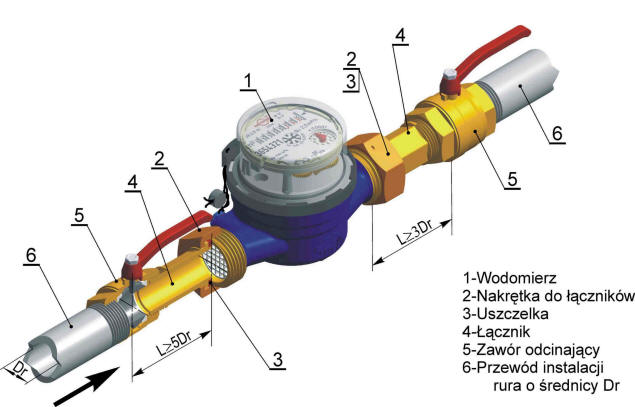 4
2
3
1
6
2
4
5
5
6
L≥3Dr
L≥5Dr
3
Dr
1-Wodomierz
2-Nakrętka do łączników
3-Uszczelka
4-Łącznik
5-Zawór odcinający
6-Przewód instalacji
rura o średnicy Dr